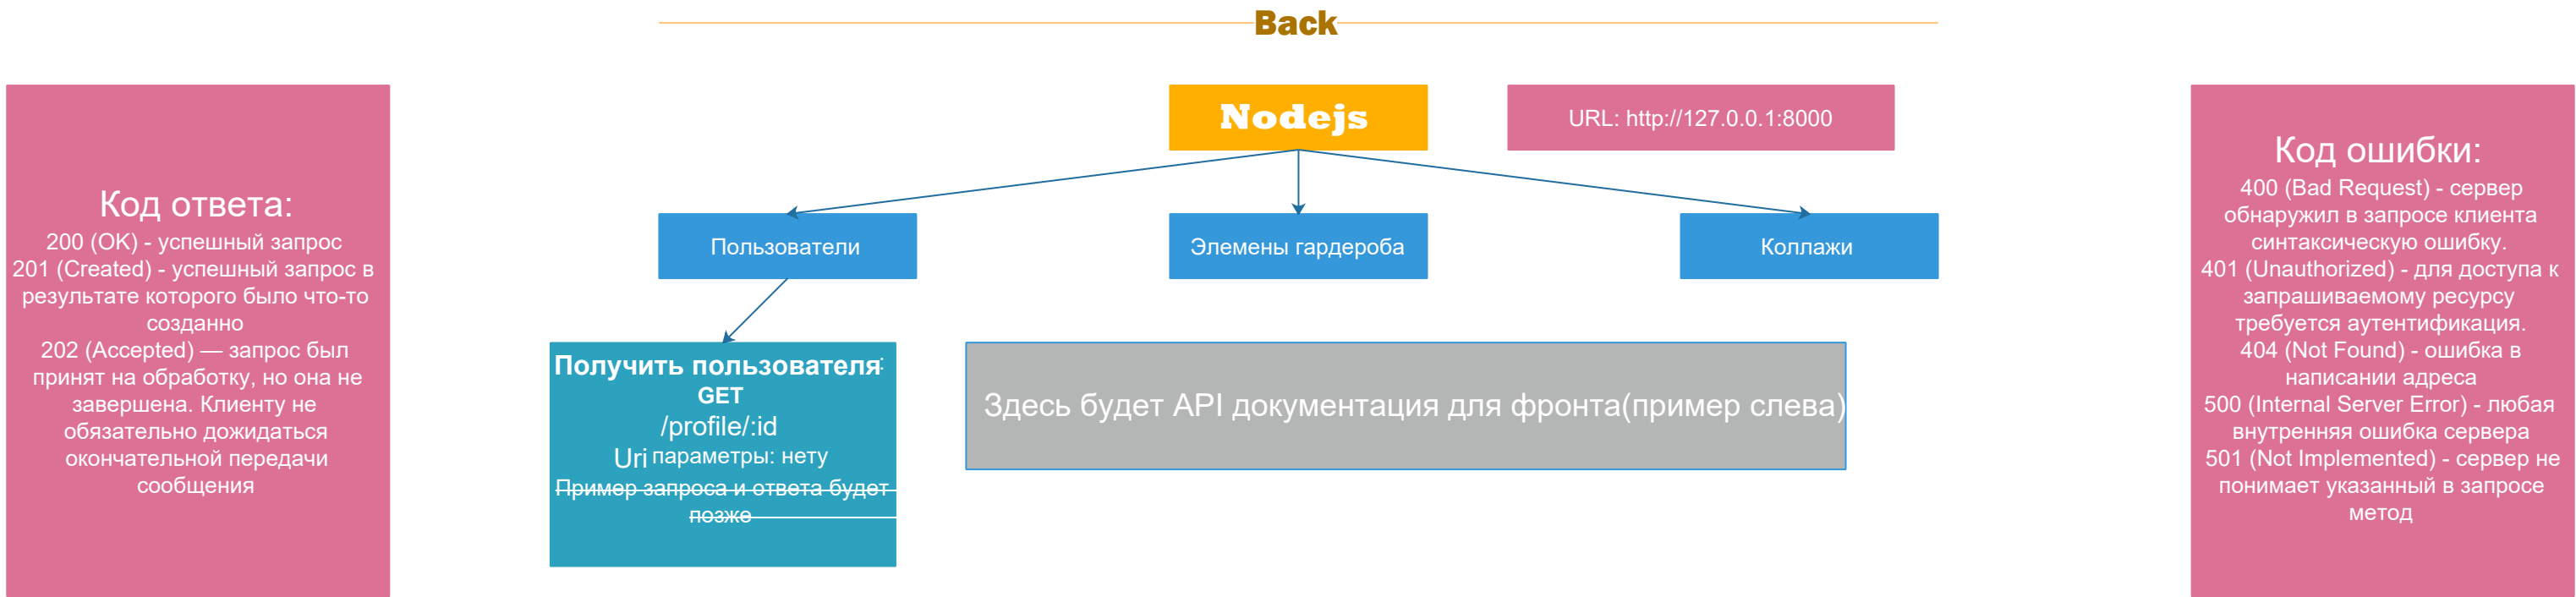 Back
Код ответа:
200 (OK) - успешный запрос
201 (Created) - успешный запрос в
результате которого было что-то
созданно
202 (Accepted) — запрос был
принят на обработку, но она не
завершена. Клиенту не
обязательно дожидаться
окончательной передачи
сообщения
Nodejs
URL: http://127.0.0.1:8000
Пользователи
Элемены гардероба
Коллажи
Получить пользователя:
GET
/profile/:id
Uri параметры: нету
Пример запроса и ответа будет
позже
Здесь будет API документация для фронта(пример слева)
Код ошибки:
400 (Bad Request) - сервер
обнаружил в запросе клиента
синтаксическую ошибку.
401 (Unauthorized) - для доступа к
запрашиваемому ресурсу
требуется аутентификация.
404 (Not Found) - ошибка в
написании адреса
500 (Internal Server Error) - любая
внутренняя ошибка сервера
501 (Not Implemented) - сервер не
понимает указанный в запросе
метод